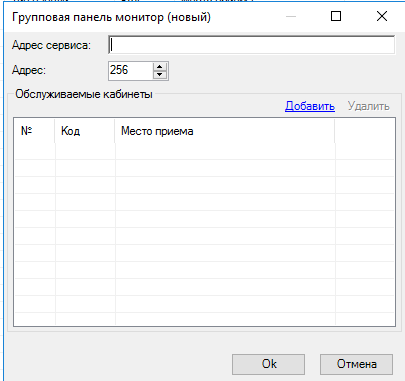 Групповая панель монитор (новый)
Адрес сервиса:
Адрес: 256
Обслуживаемые кабинеты
Добавить Удалить
№ Код Место приема
Ok Отмена